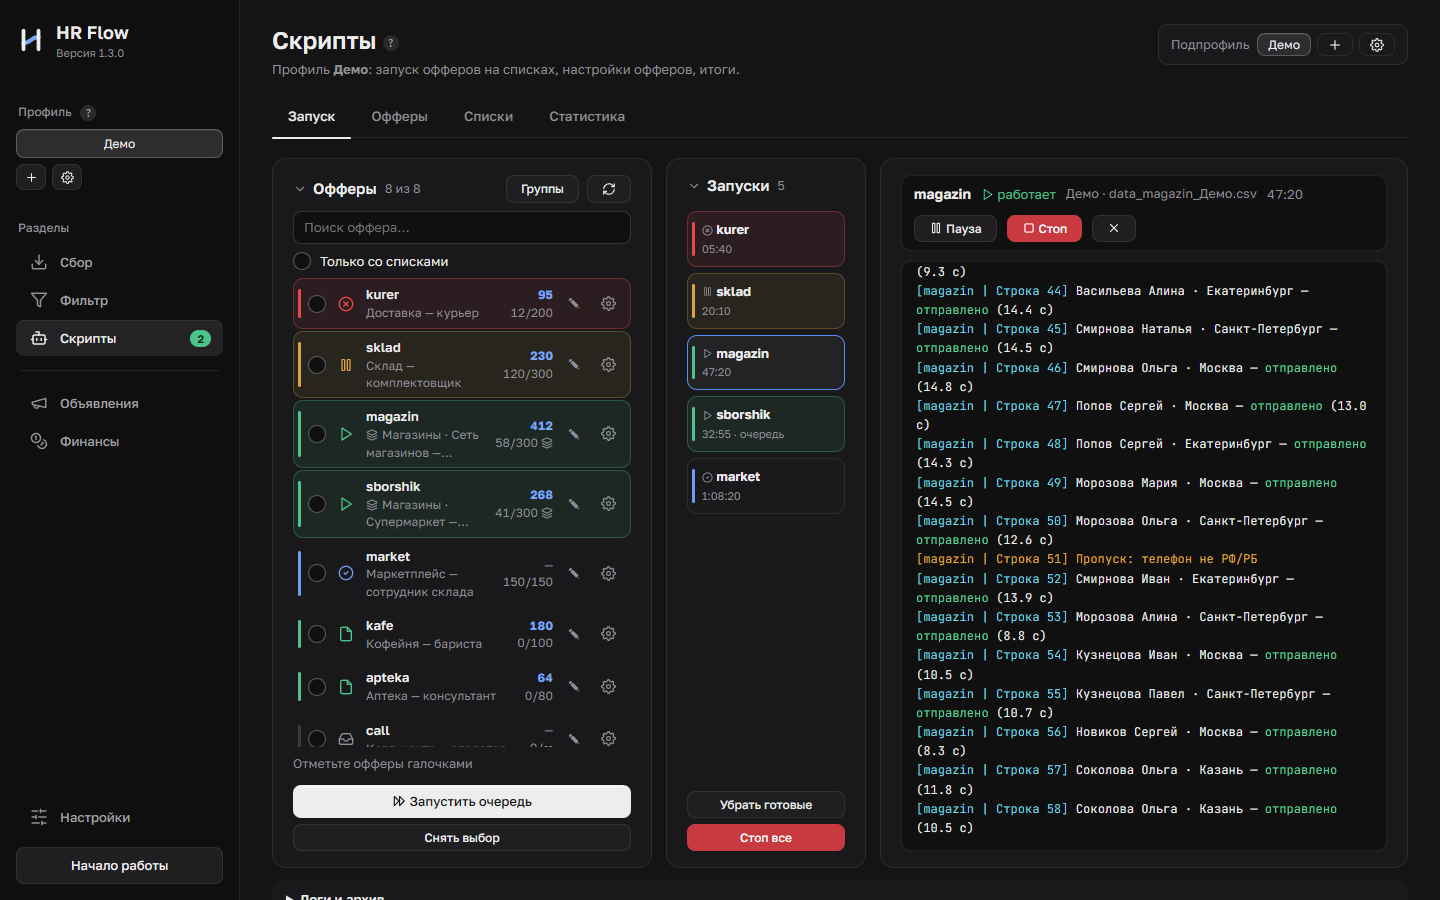 HR Flow
Версия 1.3.0
Профиль ?
Демо
Разделы
Сбор
Фильтр
Скрипты 2
Объявления
Финансы
Настройки
Начало работы
Скрипты ?
Профиль Демо: запуск офферов на списках, настройки офферов, итоги.
Подпрофиль Демо
Запуск Офферы Списки Статистика
Офферы 8 из 8 Группы
Поиск оффера...
Только со списками
kurer 95
Доставка — курьер 12/200
sklad 230
Склад — 120/300
комплектовщик
magazin 412
Магазины · Сеть 58/300
магазинов —...
sborshik 268
Магазины · 41/300
Супермаркет —...
market —
Маркетплейс — 150/150
сотрудник склада
kafe 180
Кофейня — бариста 0/100
apteka 64
Аптека — консультант 0/80
call —
Отметьте офферы галочками
Запустить очередь
Снять выбор
Запуски 5
kurer
05:40
sklad
20:10
magazin
47:20
sborshik
32:55 · очередь
market
1:08:20
Убрать готовые
Стоп все
magazin работает Демо · data_magazin_Демо.csv 47:20
Пауза Стоп
(9.3 с)
[magazin | Строка 44] Васильева Алина · Екатеринбург —
отправлено (14.4 с)
[magazin | Строка 45] Смирнова Наталья · Санкт-Петербург —
отправлено (14.5 с)
[magazin | Строка 46] Смирнова Ольга · Москва — отправлено
(14.8 с)
[magazin | Строка 47] Попов Сергей · Москва — отправлено (13.0
с)
[magazin | Строка 48] Попов Сергей · Екатеринбург — отправлено
(14.3 с)
[magazin | Строка 49] Морозова Мария · Москва — отправлено
(14.5 с)
[magazin | Строка 50] Морозова Ольга · Санкт-Петербург —
отправлено (12.6 с)
[magazin | Строка 51] Пропуск: телефон не РФ/РБ
[magazin | Строка 52] Смирнова Иван · Екатеринбург —
отправлено (13.9 с)
[magazin | Строка 53] Морозова Алина · Санкт-Петербург —
отправлено (8.8 с)
[magazin | Строка 54] Кузнецова Иван · Москва — отправлено
(10.5 с)
[magazin | Строка 55] Кузнецова Павел · Санкт-Петербург —
отправлено (10.7 с)
[magazin | Строка 56] Новиков Сергей · Москва — отправлено
(8.3 с)
[magazin | Строка 57] Соколова Ольга · Казань — отправлено
(11.8 с)
[magazin | Строка 58] Соколова Ольга · Казань — отправлено
(10.5 с)
Логи и архив